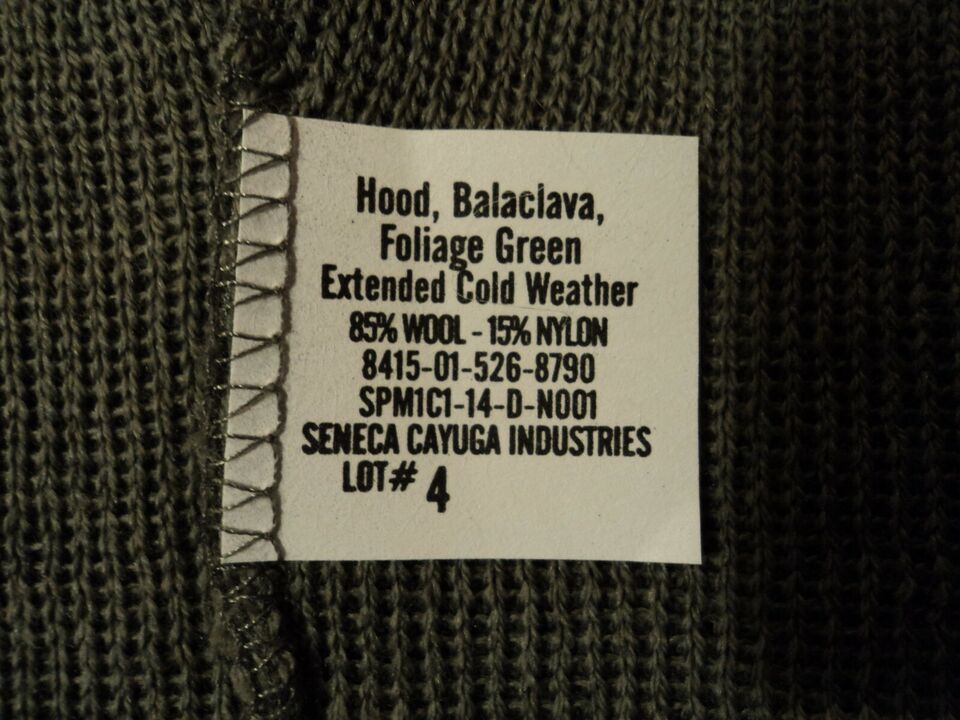 Hood, Balaclava,
Foliage Green
Extended Cold Weather
85% WOOL - 15% NYLON
8415-01-526-8790
SPM1C1-14-D-N001
SENECA CAYUGA INDUSTRIES
LOT# 4